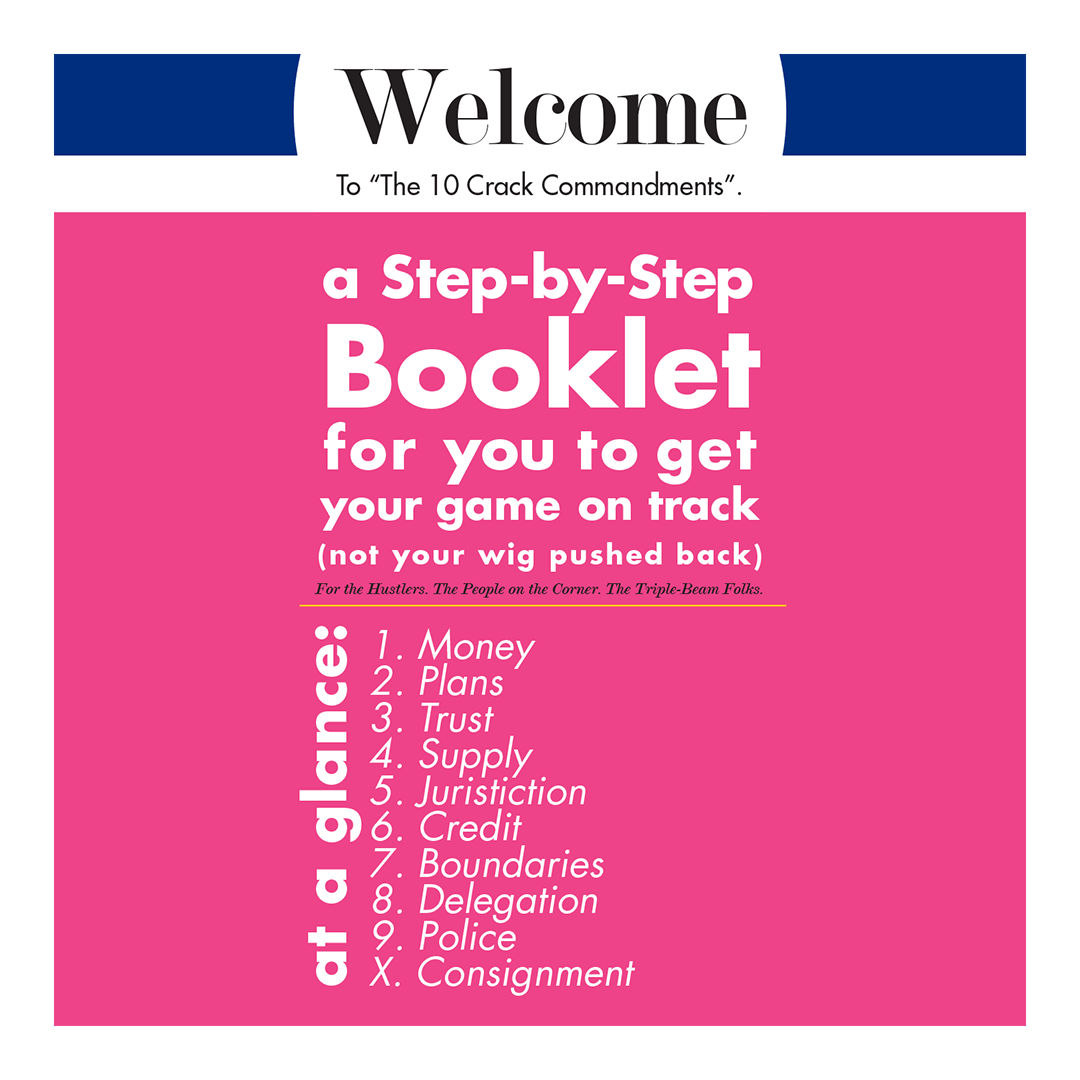 Welcome
To “The 10 Crack Commandments”.
a Step-by-Step
Booklet
for you to get
your game on track
(not your wig pushed back)
For the Hustlers. The People on the Corner. The Triple-Beam Folks.
at a glance:
1. Money
2. Plans
3. Trust
4. Supply
5. Juristiction
6. Credit
7. Boundaries
8. Delegation
9. Police
X. Consignment